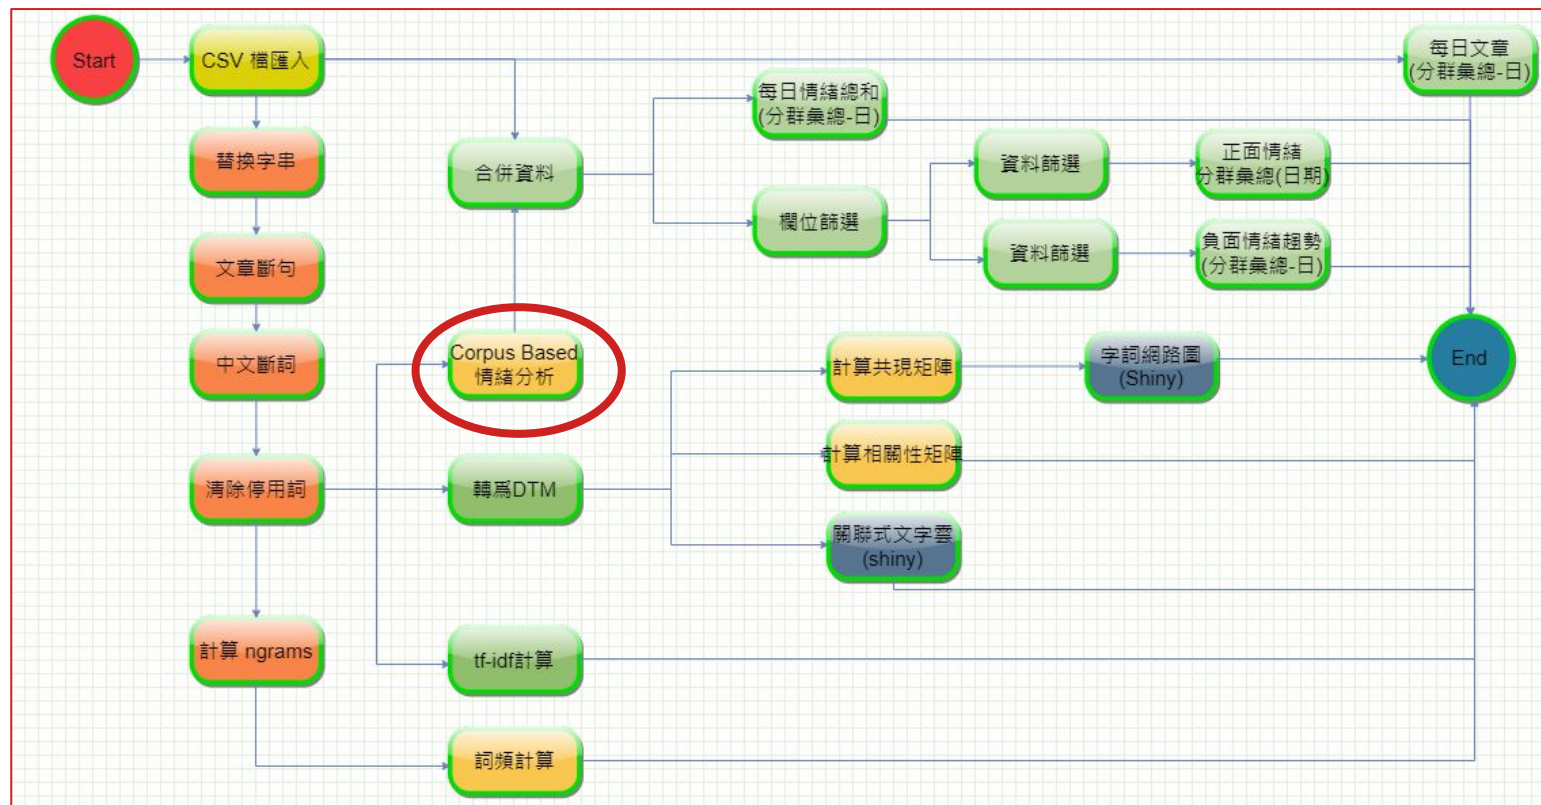 Start
CSV 檔匯入
每日文章
(分群彙總-日)
每日情緒總和
(分群彙總-日)
替換字串
合併資料
資料篩選
正面情緒
分群彙總(日期)
欄位篩選
文章斷句
資料篩選
負面情緒趨勢
(分群彙總-日)
中文斷詞
Corpus Based
情緒分析
計算共現矩陣
字詞網路圖
(Shiny)
End
計算相關性矩陣
清除停用詞
轉爲DTM
關聯式文字雲
(shiny)
計算 ngrams
tf-idf計算
詞頻計算